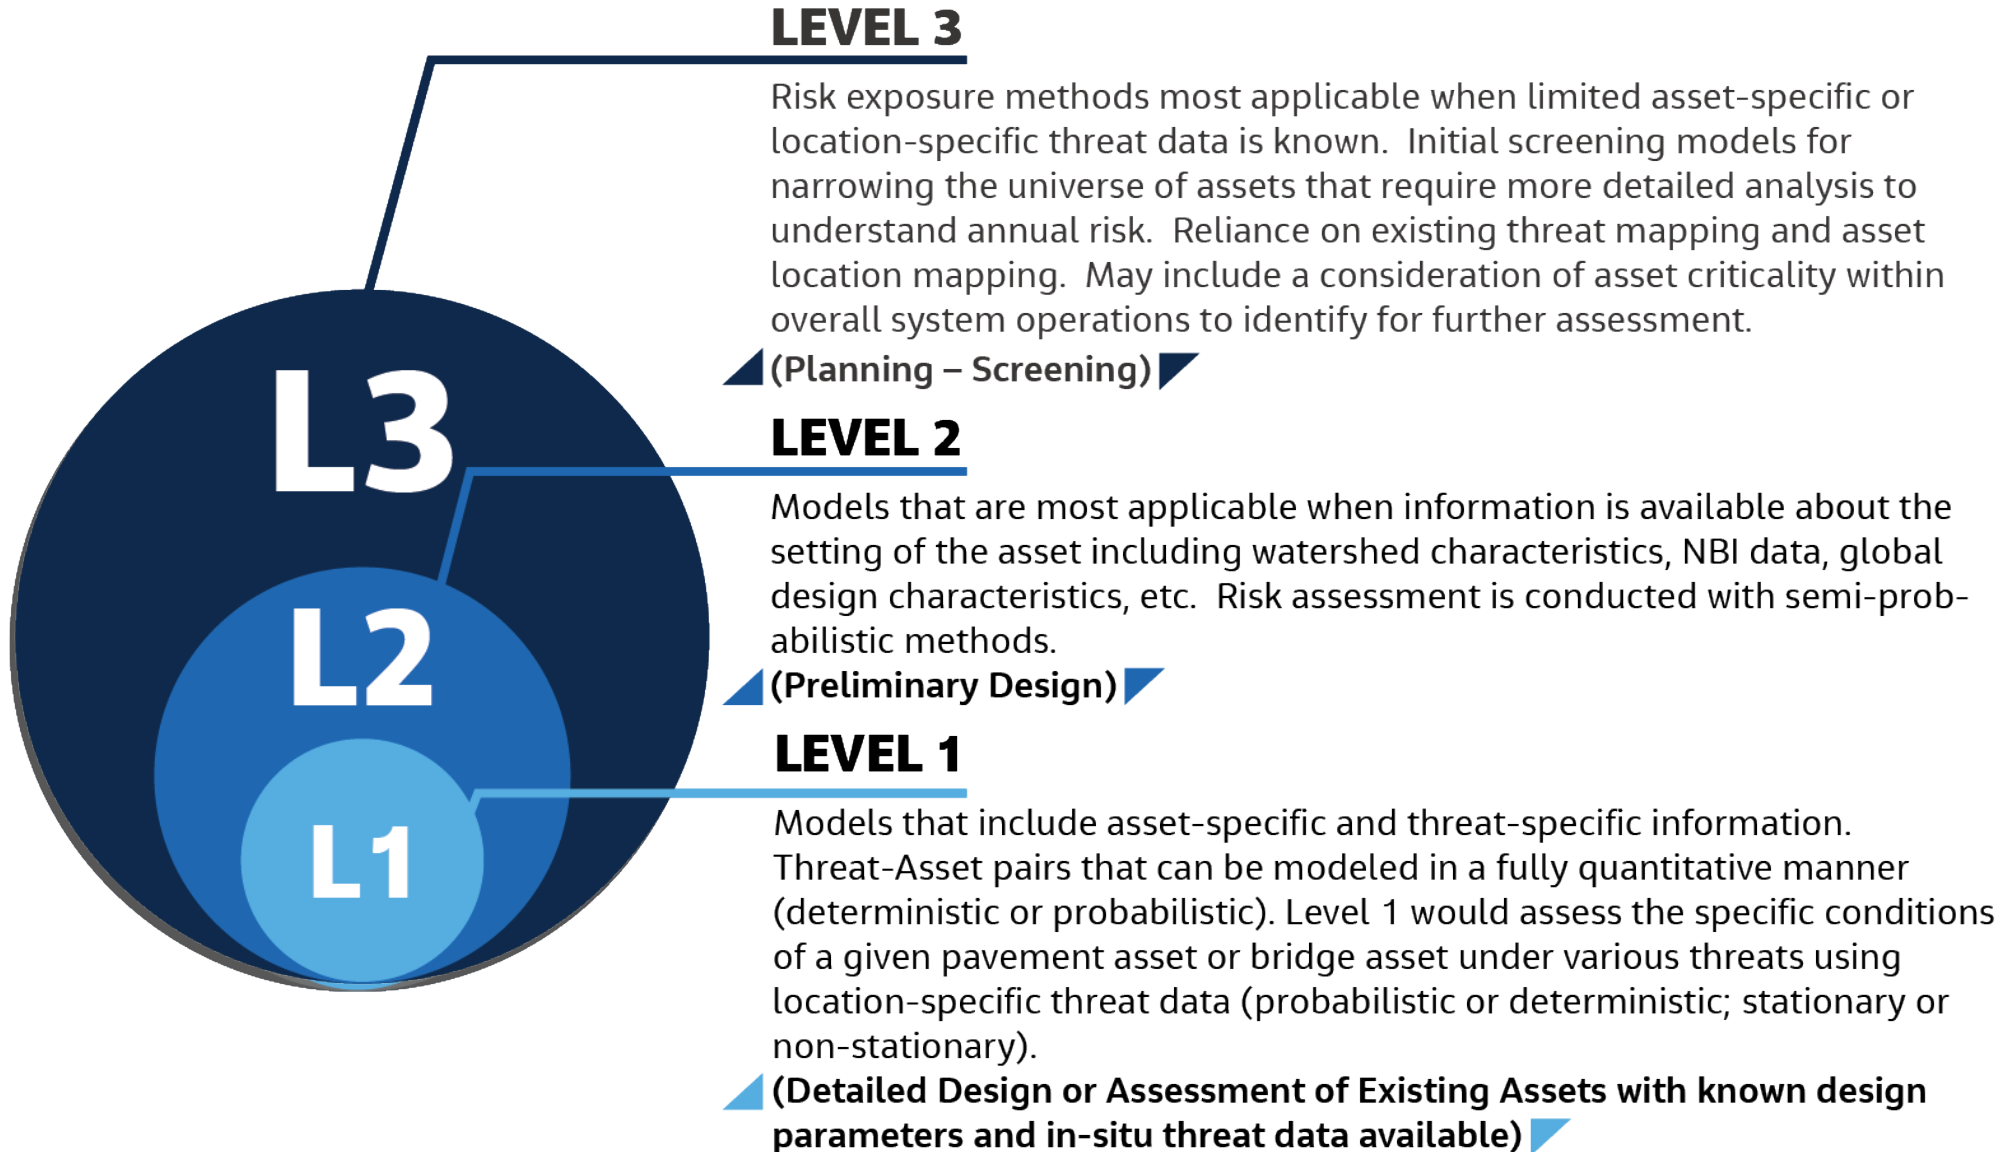 LEVEL 3
Risk exposure methods most applicable when limited asset-specific or
location-specific threat data is known.  Initial screening models for
narrowing the universe of assets that require more detailed analysis to
understand annual risk.  Reliance on existing threat mapping and asset
location mapping.  May include a consideration of asset criticality within
overall system operations to identify for further assessment.
(Planning – Screening)
L3
LEVEL 2
Models that are most applicable when information is available about the
setting of the asset including watershed characteristics, NBI data, global
design characteristics, etc.  Risk assessment is conducted with semi-prob-
abilistic methods.
(Preliminary Design)
L2
LEVEL 1
Models that include asset-specific and threat-specific information.
Threat-Asset pairs that can be modeled in a fully quantitative manner
(deterministic or probabilistic). Level 1 would assess the specific conditions
of a given pavement asset or bridge asset under various threats using
location-specific threat data (probabilistic or deterministic; stationary or
non-stationary).
(Detailed Design or Assessment of Existing Assets with known design
parameters and in-situ threat data available)
L1